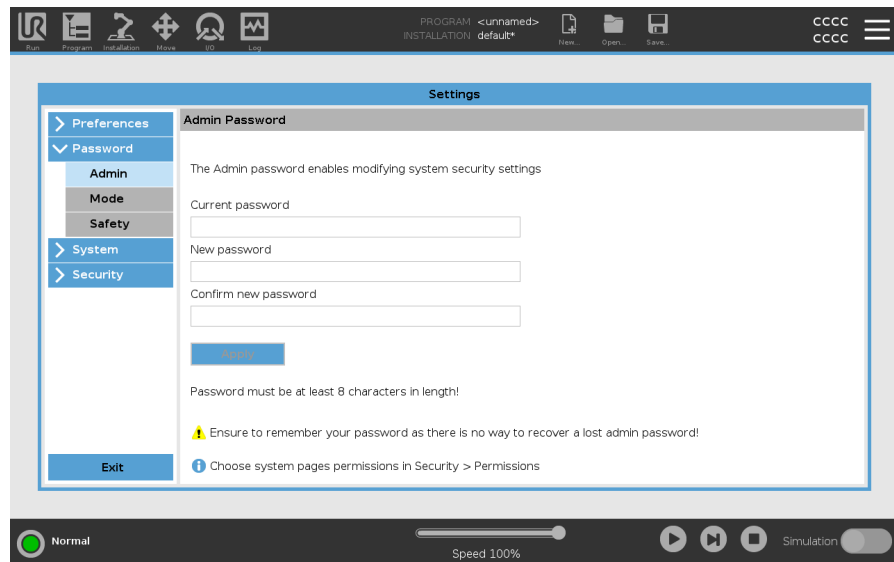 UR
PROGRAM <unnamed>
INSTALLATION default*
Run
Program
Installation
Move
I/O
Log
New...
Open...
Save...
CCCC
CCCC
Settings
Preferences
Password
Admin
Mode
Safety
System
Security
Exit
Admin Password
The Admin password enables modifying system security settings
Current password
New password
Confirm new password
Apply
Password must be at least 8 characters in length!
Ensure to remember your password as there is no way to recover a lost admin password!
Choose system pages permissions in Security > Permissions
Normal
Speed 100%
Simulation